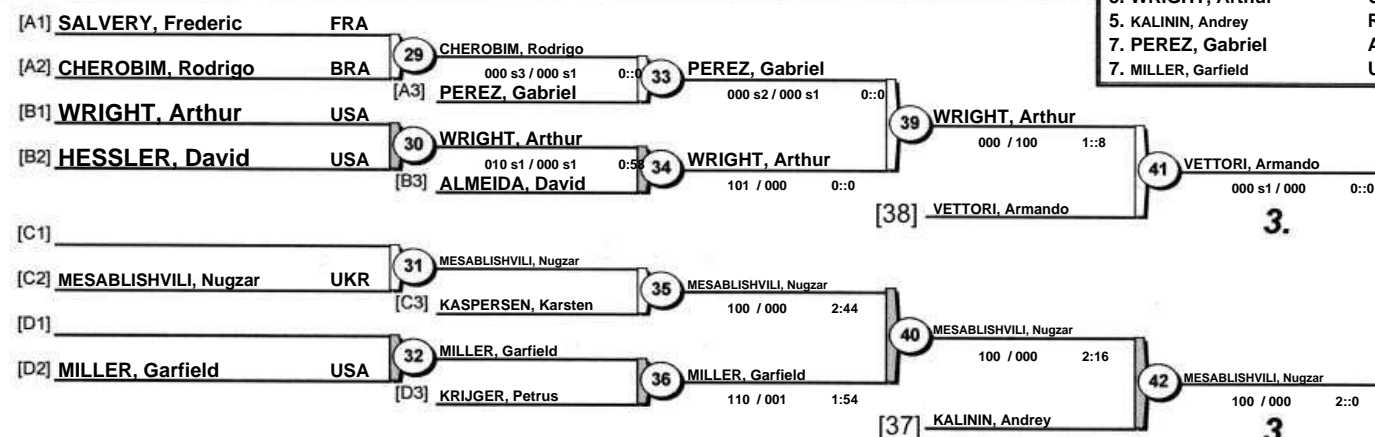 5. KALININ, Andrey
7. PEREZ, Gabriel
7. MILLER, Garfield
[A1] SALVERY, Frederic FRA
[A2] CHEROBIM, Rodrigo BRA
29
CHEROBIM, Rodrigo
000 s3 / 000 s1
[A3] PEREZ, Gabriel
33
PEREZ, Gabriel
000 s2 / 000 s1 0::0
[B1] WRIGHT, Arthur USA
[B2] HESSLER, David USA
30
WRIGHT, Arthur
010 s1 / 000 s1 0:58
[B3] ALMEIDA, David
34
WRIGHT, Arthur
101 / 000 0::0
39
WRIGHT, Arthur
000 / 100 1::8
[38] VETTORI, Armando
41
VETTORI, Armando
000 s1 / 000 0::0
3.
[C1]
[C2] MESABLISHVILI, Nugzar UKR
31
MESABLISHVILI, Nugzar
[C3] KASPERSEN, Karsten
35
MESABLISHVILI, Nugzar
100 / 000 2:44
[D1]
[D2] MILLER, Garfield USA
32
MILLER, Garfield
[D3] KRIJGER, Petrus
36
MILLER, Garfield
110 / 001 1:54
40
MESABLISHVILI, Nugzar
100 / 000 2:16
[37] KALININ, Andrey
42
MESABLISHVILI, Nugzar
100 / 000 2::0